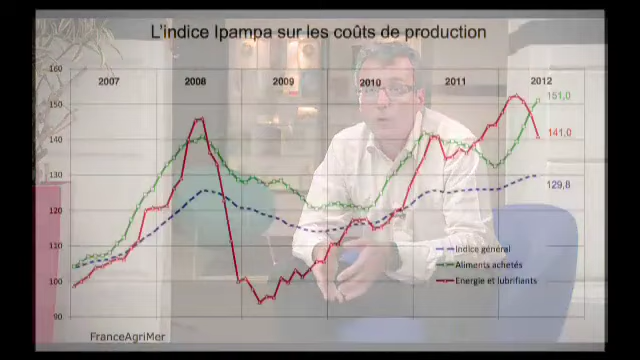 L'indice Ipampa sur les coûts de production
160
2007 2008 2009 2010 2011 2012
150
151,0
140
141,0
130
129,8
120
110
100
90
Indice général
Aliments achetés
Energie et lubrifiants
FranceAgriMer